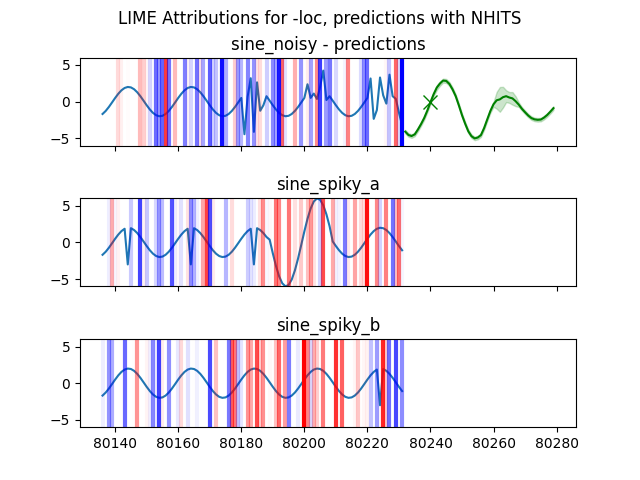 LIME Attributions for -loc, predictions with NHITS
sine_noisy - predictions
5
0
−5
sine_spiky_a
5
0
−5
sine_spiky_b
5
0
−5
80140 80160 80180 80200 80220 80240 80260 80280